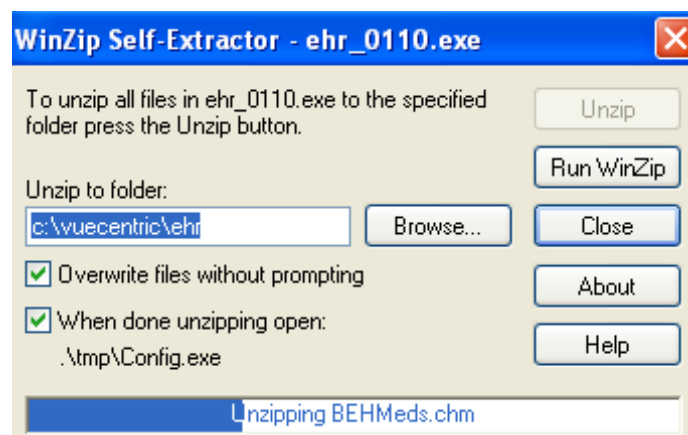 WinZip Self-Extractor - ehr_0110.exe
To unzip all files in ehr_0110.exe to the specified
folder press the Unzip button.
Unzip
Run WinZip
Unzip to folder:
c:\vuecentric\ehr
Browse...
Close
Overwrite files without prompting
About
When done unzipping open:
.\tmp\Config.exe
Help
Unzipping BEHMeds.chm